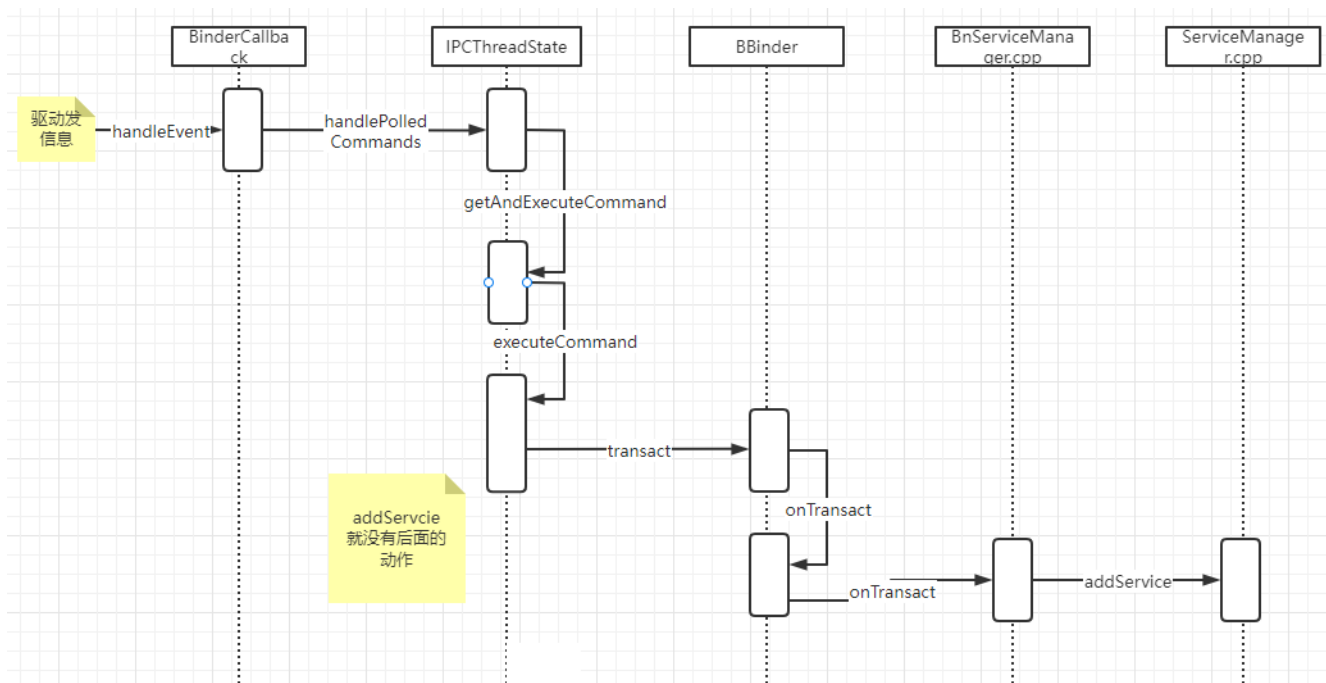 BinderCallba
ck
IPCThreadState
BBinder
BnServiceMana
ger.cpp
ServiceManage
r.cpp
驱动发
信息
handleEvent
handlePolled
Commands
getAndExecuteCommand
executeCommand
transact
addServcie
就没有后面的
动作
onTransact
onTransact
addService